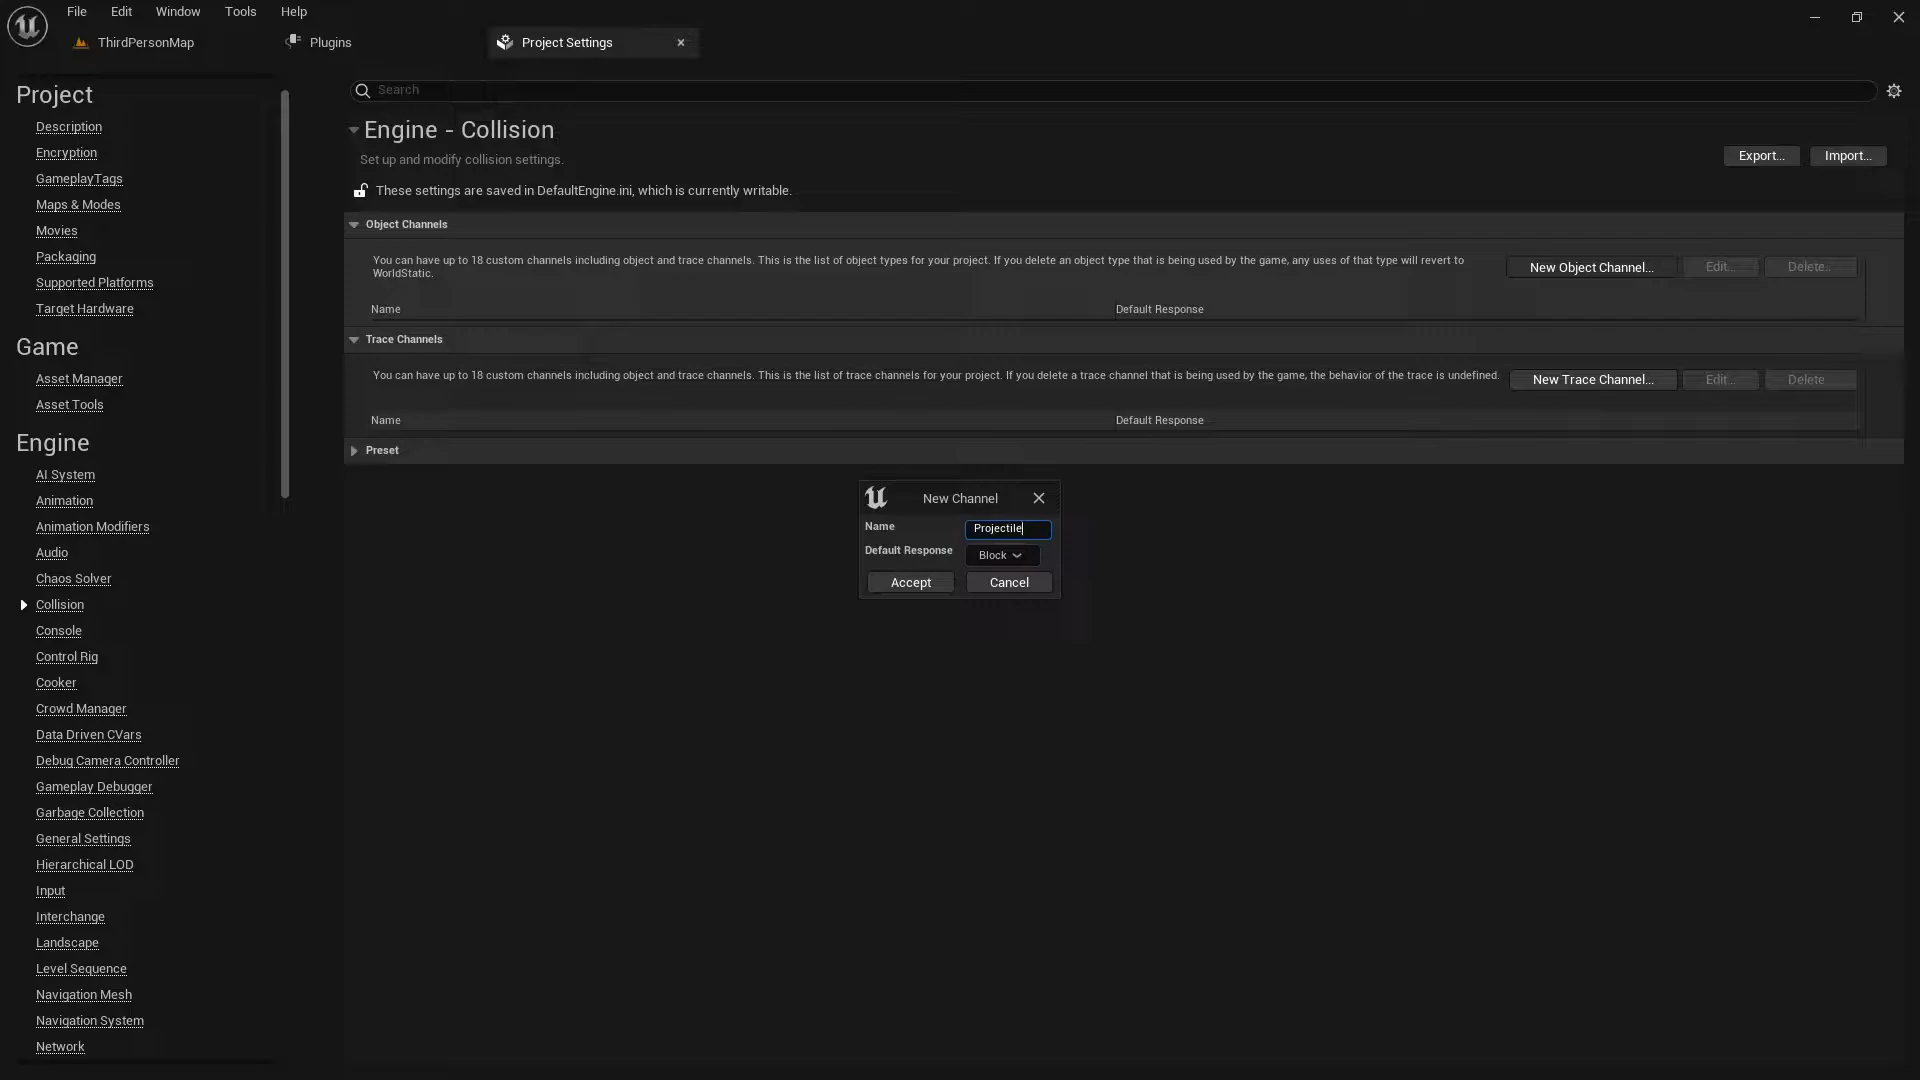 File Edit Window Tools Help
ThirdPersonMap Plugins Project Settings
Project
Description
Encryption
GameplayTags
Maps & Modes
Movies
Packaging
Supported Platforms
Target Hardware
Game
Asset Manager
Asset Tools
Engine
AI System
Animation
Animation Modifiers
Audio
Chaos Solver
Collision
Console
Control Rig
Cooker
Crowd Manager
Data Driven CVars
Debug Camera Controller
Gameplay Debugger
Garbage Collection
General Settings
Hierarchical LOD
Input
Interchange
Landscape
Level Sequence
Navigation Mesh
Navigation System
Network
Search
Engine - Collision
Set up and modify collision settings.
Export... Import...
These settings are saved in DefaultEngine.ini, which is currently writable.
Object Channels
You can have up to 18 custom channels including object and trace channels. This is the list of object types for your project. If you delete an object type that is being used by the game, any uses of that type will revert to
WorldStatic.
New Object Channel... Edit... Delete...
Name Default Response
Trace Channels
You can have up to 18 custom channels including object and trace channels. This is the list of trace channels for your project. If you delete a trace channel that is being used by the game, the behavior of the trace is undefined.
New Trace Channel... Edit... Delete
Name Default Response
Preset
New Channel
Name Projectile
Default Response Block
Accept Cancel